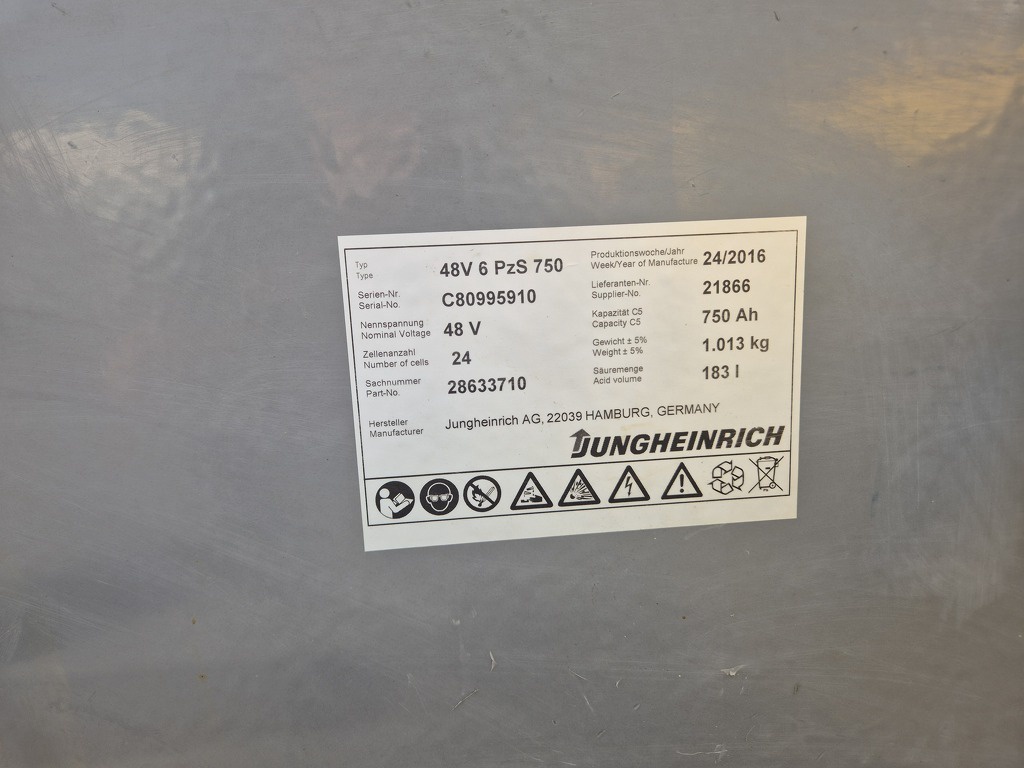 Typ
Type
48V 6 PzS 750
Serien-Nr.
Serial-No.
C80995910
Nennspannung
Nominal Voltage
48 V
Zellenanzahl
Number of cells
24
Sachnummer
Part-No.
28633710
Produktionswoche/Jahr
Week/Year of Manufacture
24/2016
Lieferanten-Nr.
Supplier-No.
21866
Kapazität C5
Capacity C5
750 Ah
Gewicht ± 5%
Weight ± 5%
1.013 kg
Säuremenge
Acid volume
183 l
Hersteller
Manufacturer
Jungheinrich AG, 22039 HAMBURG, GERMANY
JUNGHEINRICH